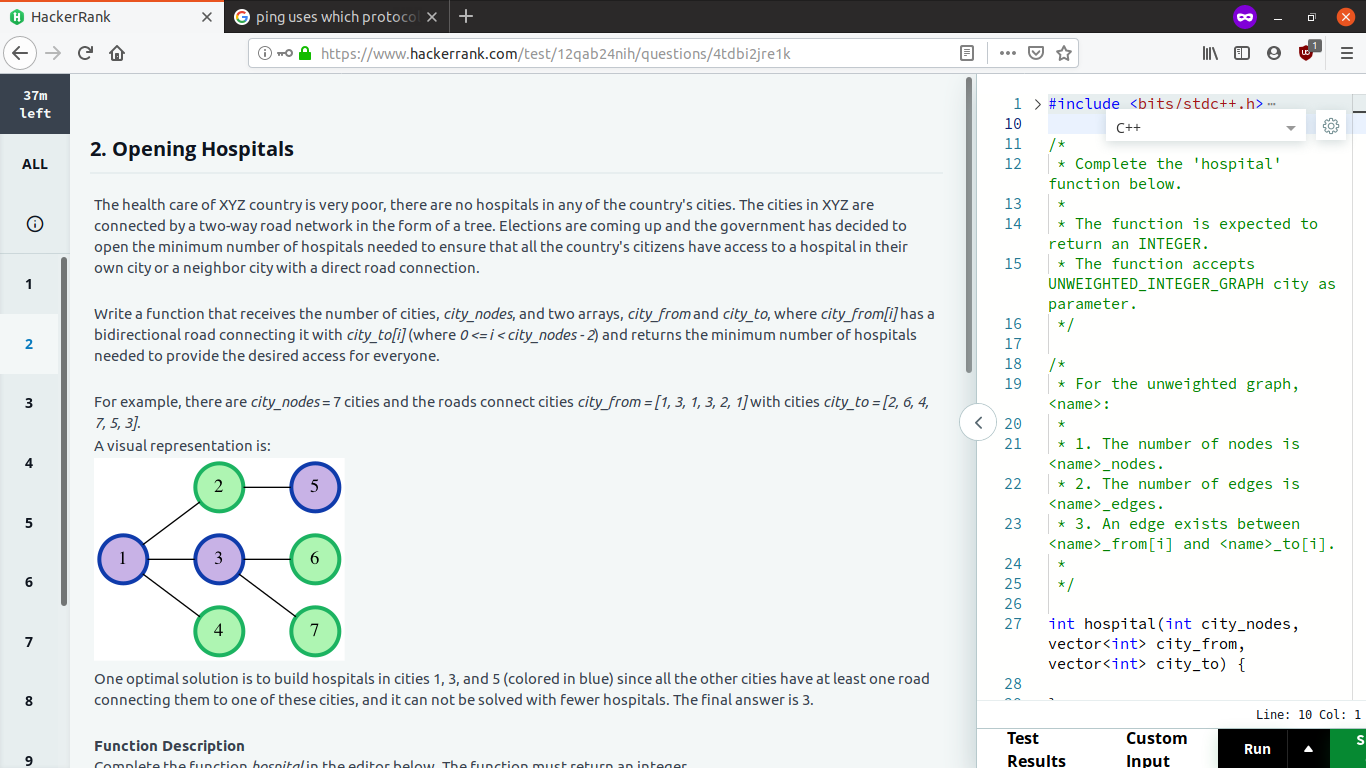 HackerRank
ping uses which protoco
https://www.hackerrank.com/test/12qab24nih/questions/4tdbi2jre1k
1
37m
left
ALL
1
2
3
4
5
6
7
8
9
2. Opening Hospitals
The health care of XYZ country is very poor, there are no hospitals in any of the country's cities. The cities in XYZ are
connected by a two-way road network in the form of a tree. Elections are coming up and the government has decided to
open the minimum number of hospitals needed to ensure that all the country's citizens have access to a hospital in their
own city or a neighbor city with a direct road connection.
Write a function that receives the number of cities, city_nodes, and two arrays, city_from and city_to, where city_from[i] has a
bidirectional road connecting it with city_to[i] (where 0 <= i < city_nodes - 2) and returns the minimum number of hospitals
needed to provide the desired access for everyone.
For example, there are city_nodes = 7 cities and the roads connect cities city_from = [1, 3, 1, 3, 2, 1] with cities city_to = [2, 6, 4,
7, 5, 3].
A visual representation is:
2 5
1 3 6
4 7
One optimal solution is to build hospitals in cities 1, 3, and 5 (colored in blue) since all the other cities have at least one road
connecting them to one of these cities, and it can not be solved with fewer hospitals. The final answer is 3.
Function Description
Complete the function hospital in the editor below. The function must return an integer.
C++
1 #include <bits/stdc++.h>
10
11 /*
12 * Complete the 'hospital'
function below.
13 *
14 * The function is expected to
return an INTEGER.
15 * The function accepts
UNWEIGHTED_INTEGER_GRAPH city as
parameter.
16 */
17
18 /*
19 * For the unweighted graph,
<name>:
20 *
21 * 1. The number of nodes is
<name>_nodes.
22 * 2. The number of edges is
<name>_edges.
23 * 3. An edge exists between
<name>_from[i] and <name>_to[i].
24 *
25 */
26
27 int hospital(int city_nodes,
vector<int> city_from,
vector<int> city_to) {
28
Line: 10 Col: 1
Test
Results
Custom
Input
Run
S